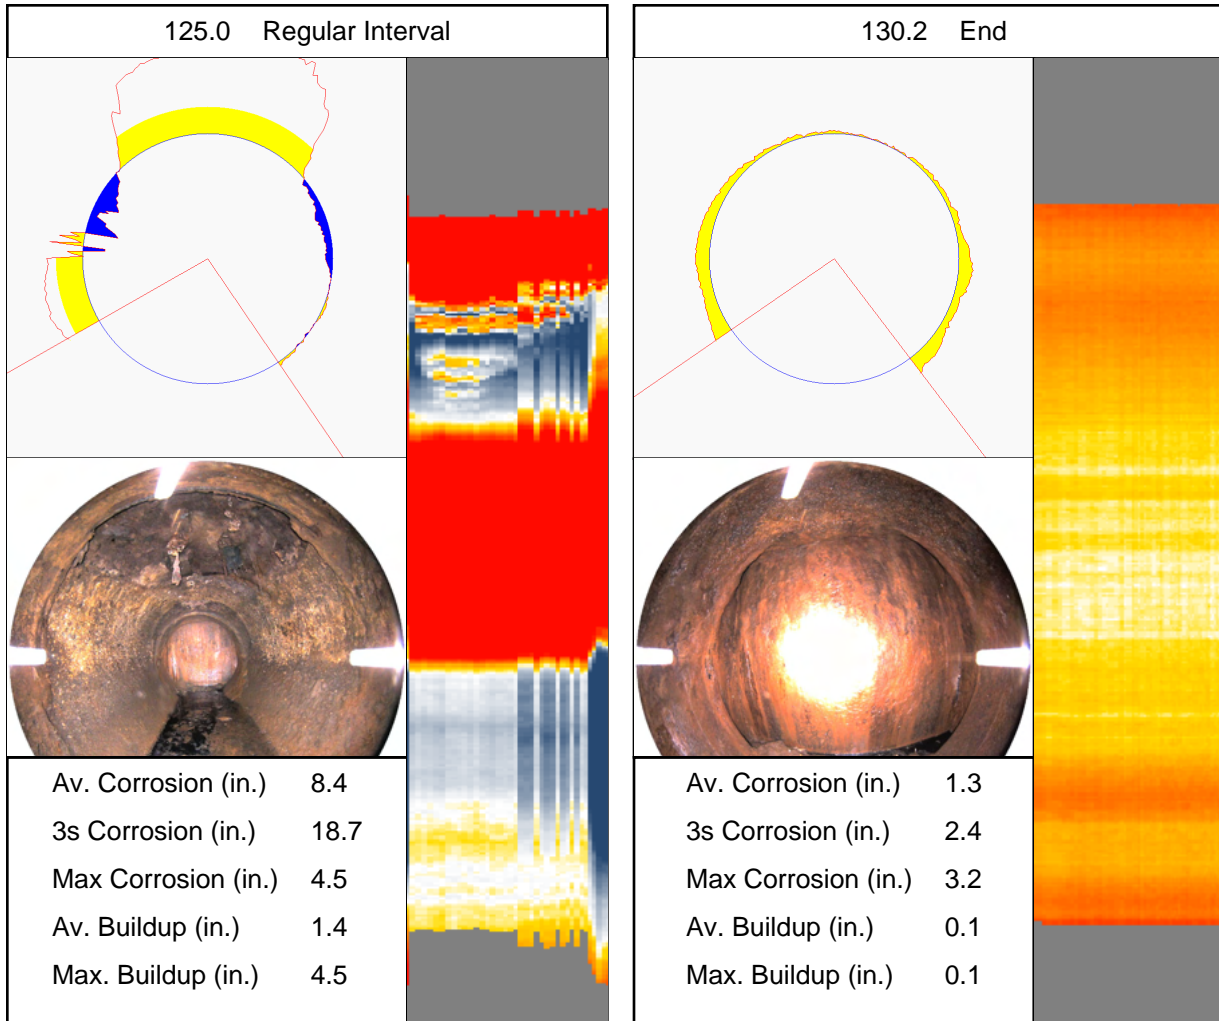 125.0 Regular Interval
Av. Corrosion (in.) 8.4
3s Corrosion (in.) 18.7
Max Corrosion (in.) 4.5
Av. Buildup (in.) 1.4
Max. Buildup (in.) 4.5
130.2 End
Av. Corrosion (in.) 1.3
3s Corrosion (in.) 2.4
Max Corrosion (in.) 3.2
Av. Buildup (in.) 0.1
Max. Buildup (in.) 0.1